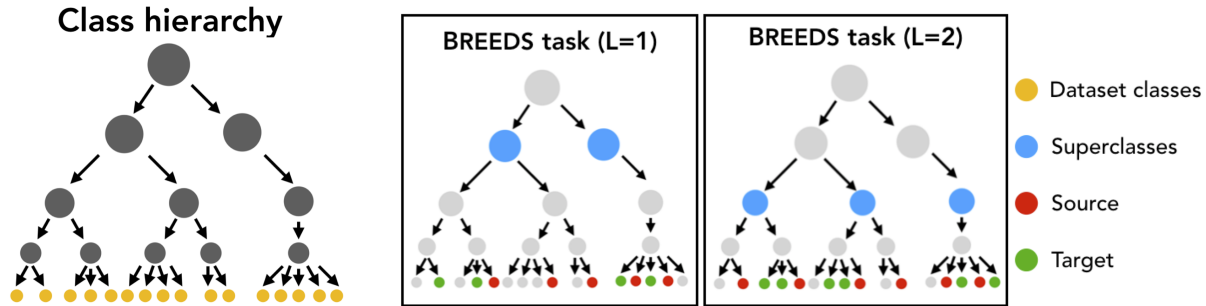 Class hierarchy
BREEDS task (L=1)
BREEDS task (L=2)
Dataset classes
Superclasses
Source
Target